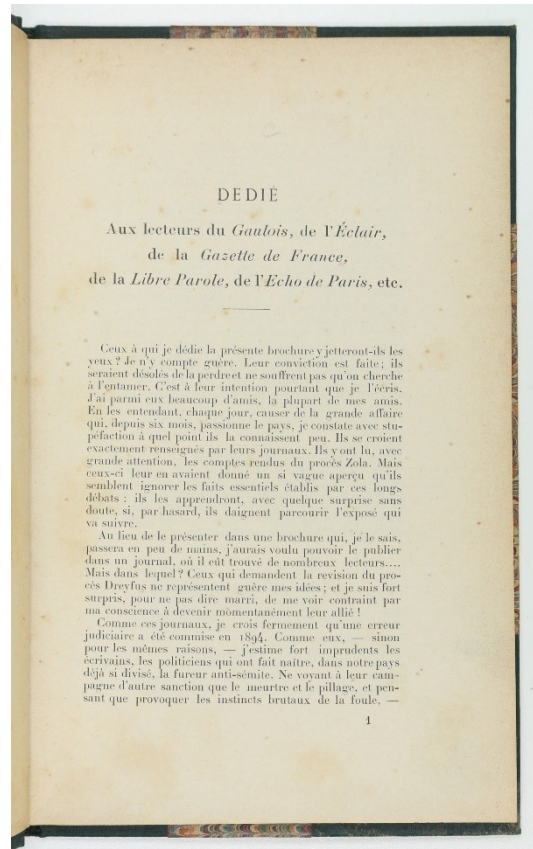 DEDIÉ
Aux lecteurs du Gaulois, de l'Éclair,
de la Gazette de France,
de la Libre Parole, de l'Echo de Paris, etc.
Ceux à qui je dédie la présente brochure y jetteront-ils les
yeux ? Je n'y compte guère. Leur conviction est faite ; ils
seraient désolés de la perdre et ne souffrent pas qu'on cherche
à l'entamer. C'est à leur intention pourtant que je l'écris.
J'ai parmi eux beaucoup d'amis, la plupart de mes amis.
En les entendant, chaque jour, causer de la grande affaire
qui, depuis six mois, passionne le pays, je constate avec stu-
péfaction à quel point ils la connaissent peu. Ils se croient
exactement renseignés par leurs journaux. Ils y ont lu, avec
grande attention, les comptes rendus du procès Zola. Mais
ceux-ci leur en avaient donné un si vague aperçu qu'ils
semblent ignorer les faits essentiels établis par ces longs
débats : ils les apprendront, avec quelque surprise sans
doute, si, par hasard, ils daignent parcourir l'exposé qui
va suivre.
Au lieu de le présenter dans une brochure qui, je le sais,
passera en peu de mains, j'aurais voulu pouvoir le publier
dans un journal, où il eût trouvé de nombreux lecteurs....
Mais dans lequel ? Ceux qui demandent la revision du pro-
cès Dreyfus ne représentent guère mes idées ; et je suis fort
surpris, pour ne pas dire marri, de me voir contraint par
ma conscience à devenir momentanément leur allié !
Comme ces journaux, je crois fermement qu'une erreur
judiciaire a été commise en 1894. Comme eux, — sinon
pour les mêmes raisons, — j'estime fort imprudents les
écrivains, les politiciens qui ont fait naître, dans notre pays
déjà si divisé, la fureur anti-sémite. Ne voyant à leur cam-
pagne d'autre sanction que le meurtre et le pillage, et pen-
sant que provoquer les instincts brutaux de la foule, —
1